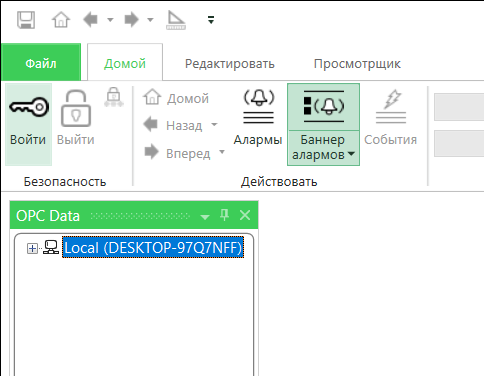 Файл Домой Редактировать Просмотрщик
Войти Выйти
Домой
Назад
Вперед
Алармы Баннер алармов События
Безопасность Действовать
OPC Data
Local (DESKTOP-97Q7NFF)